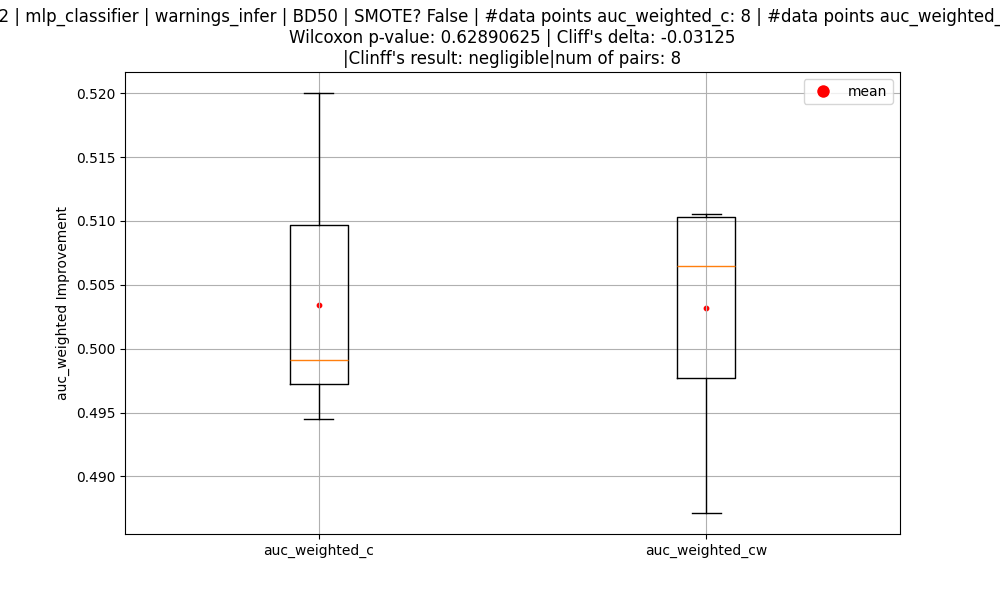 2 | mlp_classifier | warnings_infer | BD50 | SMOTE? False | #data points auc_weighted_c: 8 | #data points auc_weighted_
Wilcoxon p-value: 0.62890625 | Cliff's delta: -0.03125
|Clinff's result: negligible|num of pairs: 8
mean
0.520
0.515
0.510
0.505
0.500
0.495
0.490
auc_weighted Improvement
auc_weighted_c
auc_weighted_cw